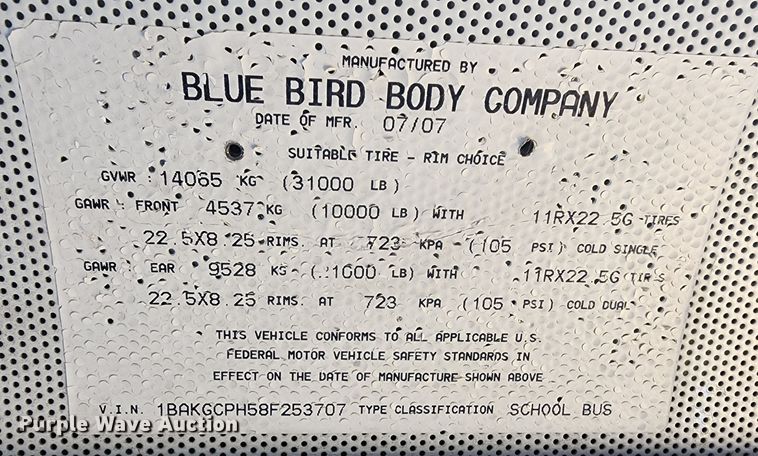 MANUFACTURED BY
BLUE BIRD BODY COMPANY
DATE OF MFR. 07/07
SUITABLE TIRE - RIM CHOICE
GVWR : 14065 KG (31000 LB)
GAWR : FRONT 4537 KG (10000 LB) WITH 11RX22.5G TIRES
22.5X8.25 RIMS. AT 723 KPA (105 PSI) COLD SINGLE
GAWR : EAR 9528 KG ( 1000 LB) WITH 11RX22.5G TIR S
22.5X8.25 RIMS. AT 723 KPA (105 PSI) COLD DUAL
THIS VEHICLE CONFORMS TO ALL APPLICABLE U.S.
FEDERAL MOTOR VEHICLE SAFETY STANDARDS IN
EFFECT ON THE DATE OF MANUFACTURE SHOWN ABOVE
V.I.N. 1BAKGCPH58F253707 TYPE CLASSIFICATION SCHOOL BUS
Purple Wave Auction